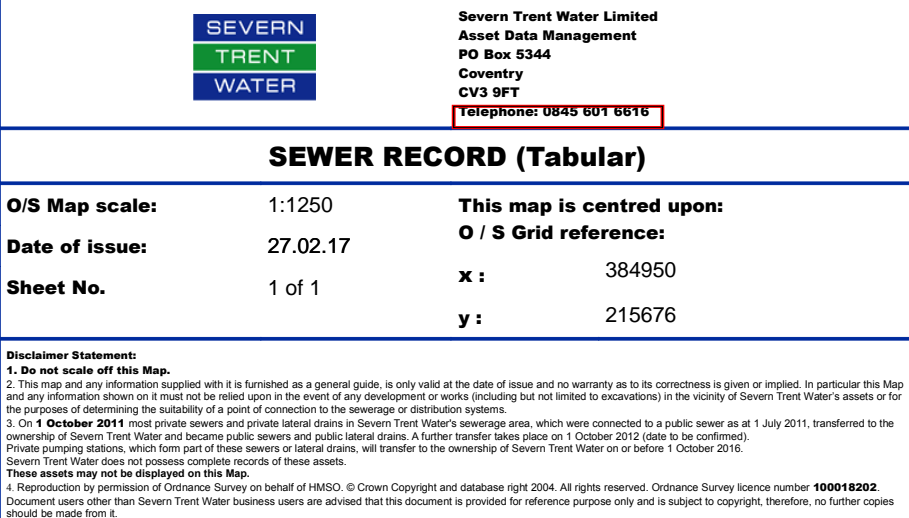 SEVERN
TRENT
WATER
Severn Trent Water Limited
Asset Data Management
PO Box 5344
Coventry
CV3 9FT
Telephone: 0845 601 6616
SEWER RECORD (Tabular)
O/S Map scale: 1:1250
Date of issue: 27.02.17
Sheet No. 1 of 1
This map is centred upon:
O / S Grid reference:
x : 384950
y : 215676
Disclaimer Statement:
1. Do not scale off this Map.
2. This map and any information supplied with it is furnished as a general guide, is only valid at the date of issue and no warranty as to its correctness is given or implied. In particular this Map
and any information shown on it must not be relied upon in the event of any development or works (including but not limited to excavations) in the vicinity of Severn Trent Water's assets or for
the purposes of determining the suitability of a point of connection to the sewerage or distribution systems.
3. On 1 October 2011 most private sewers and private lateral drains in Severn Trent Water's sewerage area, which were connected to a public sewer as at 1 July 2011, transferred to the
ownership of Severn Trent Water and became public sewers and public lateral drains. A further transfer takes place on 1 October 2012 (date to be confirmed).
Private pumping stations, which form part of these sewers or lateral drains, will transfer to the ownership of Severn Trent Water on or before 1 October 2016.
Severn Trent Water does not possess complete records of these assets.
These assets may not be displayed on this Map.
4. Reproduction by permission of Ordnance Survey on behalf of HMSO. © Crown Copyright and database right 2004. All rights reserved. Ordnance Survey licence number 100018202.
Document users other than Severn Trent Water business users are advised that this document is provided for reference purpose only and is subject to copyright, therefore, no further copies
should be made from it.